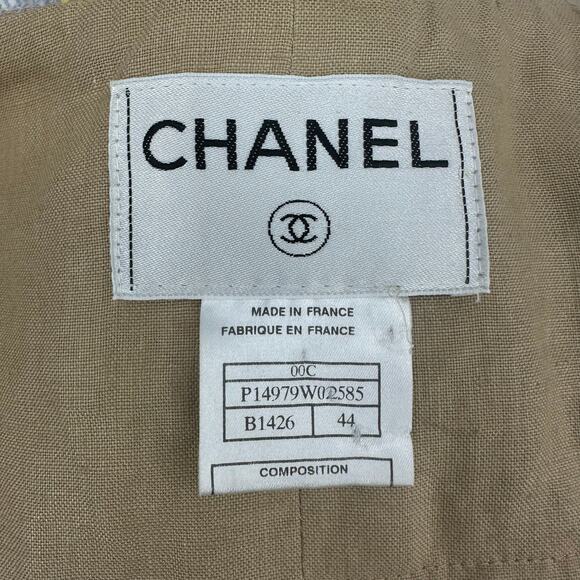 CHANEL
MADE IN FRANCE
FABRIQUE EN FRANCE
00C
P14979W02585
B1426 44
COMPOSITION